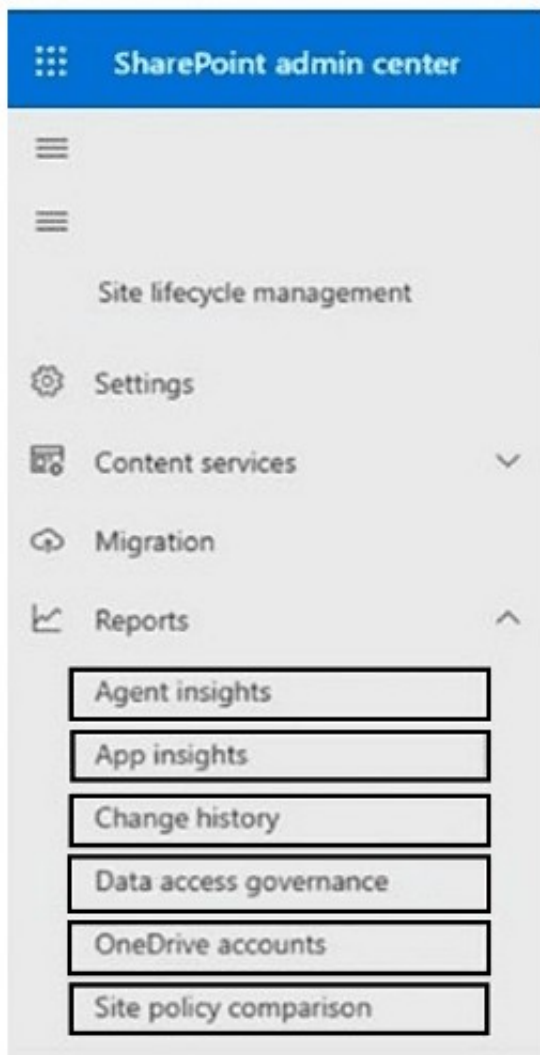 SharePoint admin center
Site lifecycle management
Settings
Content services
Migration
Reports
Agent insights
App insights
Change history
Data access governance
OneDrive accounts
Site policy comparison